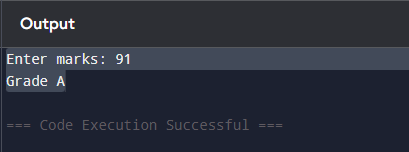 Output
Enter marks: 91
Grade A
=== Code Execution Successful ===